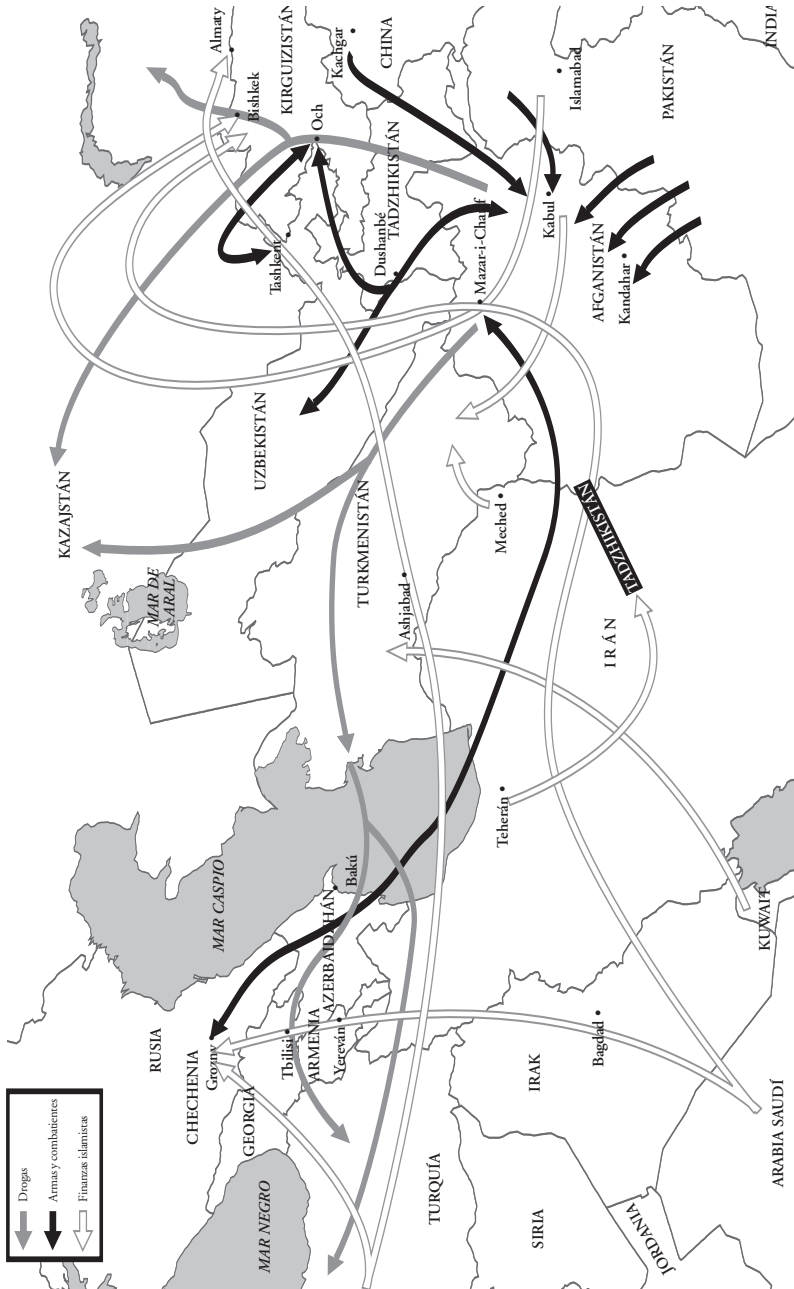 Drogas
Armas y combatientes
Finanzas islamistas
RUSIA
CHECHENIA
Grozny
GEORGIA
MAR NEGRO
Tbilisi
ARMENIA
Yereván
AZERBAIDZHÁN
Bakú
MAR CASPIO
MAR DE
ARAL
KAZAJSTÁN
UZBEKISTÁN
TURKMENISTÁN
Ashjabad
Tashkent
Almaty
Bishkek
KIRGUIZISTÁN
Och
Kachgar
CHINA
TADZHIKISTÁN
Dushanbé
Mazar-i-Charif
Kabul
Islamabad
PAKISTÁN
INDIA
AFGANISTÁN
Kandahar
Meched
TADZHIKISTÁN
IRÁN
Teherán
TURQUÍA
SIRIA
JORDANIA
IRAK
Bagdad
KUWAIT
ARABIA SAUDÍ